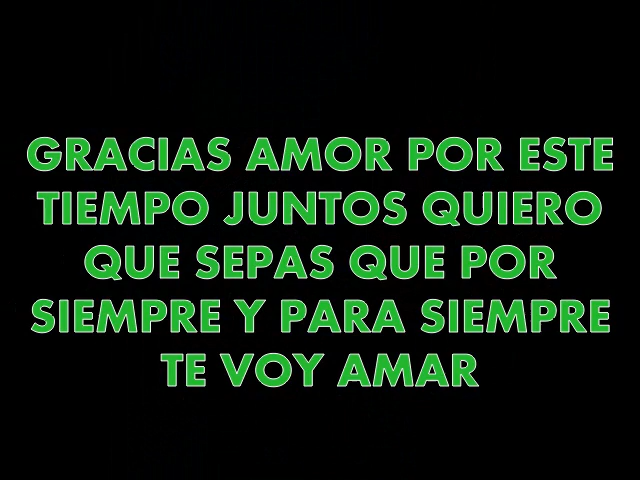 GRACIAS AMOR POR ESTE
TIEMPO JUNTOS QUIERO
QUE SEPAS QUE POR
SIEMPRE Y PARA SIEMPRE
TE VOY AMAR